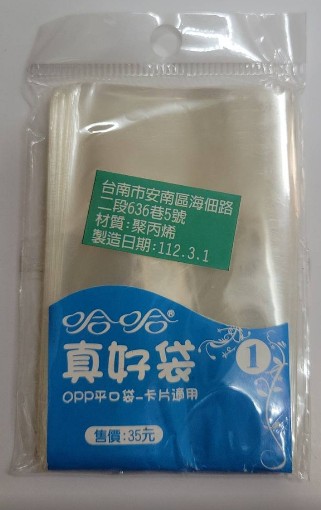 台南市安南區海佃路
二段636巷5號
材質:聚丙烯
製造日期:112.3.1
哈哈®
真好袋 1
OPP平口袋-卡片適用
售價:35元